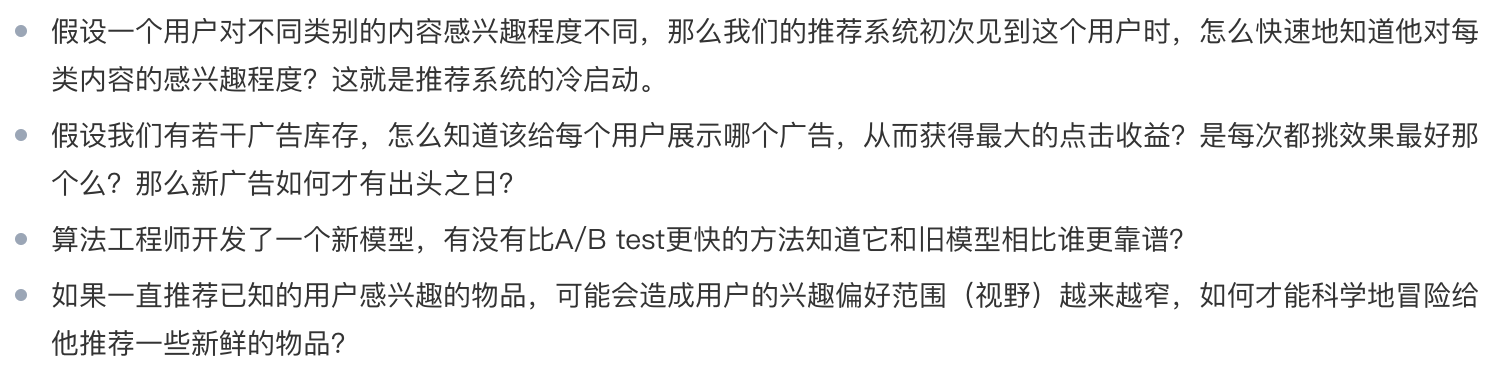 假设一个用户对不同类别的内容感兴趣程度不同，那么我们的推荐系统初次见到这个用户时，怎么快速地知道他对每
类内容的感兴趣程度？这就是推荐系统的冷启动。
假设我们有若干广告库存，怎么知道该给每个用户展示哪个广告，从而获得最大的点击收益？是每次都挑效果最好那
个么？那么新广告如何才有出头之日？
算法工程师开发了一个新模型，有没有比A/B test更快的方法知道它和旧模型相比谁更靠谱？
如果一直推荐已知的用户感兴趣的物品，可能会造成用户的兴趣偏好范围（视野）越来越窄，如何才能科学地冒险给
他推荐一些新鲜的物品？